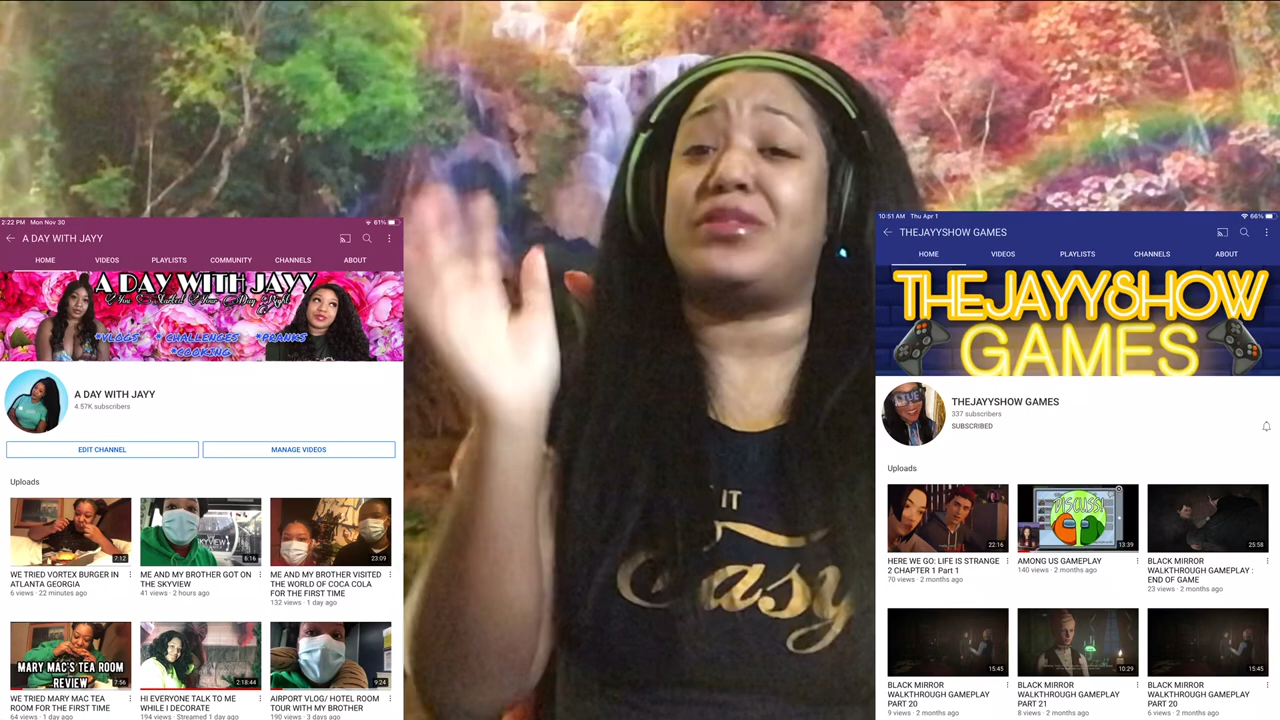 2:22 PM Mon Nov 30
61%
A DAY WITH JAYY
HOME VIDEOS PLAYLISTS COMMUNITY CHANNELS ABOUT
A DAY WITH JAYY
You Started Your Day Right
*VLOGS * CHALLENGES *PRANKS
*COOKING
A DAY WITH JAYY
4.57K subscribers
EDIT CHANNEL MANAGE VIDEOS
Uploads
7:12
SKYVIEW
6:16
23:09
WE TRIED VORTEX BURGER IN
ATLANTA GEORGIA
6 views · 22 minutes ago
ME AND MY BROTHER GOT ON
THE SKYVIEW
41 views · 2 hours ago
ME AND MY BROTHER VISITED
THE WORLD OF COCA COLA
FOR THE FIRST TIME
132 views · 1 day ago
MARY MAC'S TEA ROOM
REVIEW
7:56
2:18:44
9:24
WE TRIED MARY MAC TEA
ROOM FOR THE FIRST TIME
64 views · 1 day ago
HI EVERYONE TALK TO ME
WHILE I DECORATE
194 views · Streamed 1 day ago
AIRPORT VLOG/ HOTEL ROOM
TOUR WITH MY BROTHER
190 views · 3 days ago
IT
Easy
10:51 AM Thu Apr 1
66%
THEJAYYSHOW GAMES
HOME VIDEOS PLAYLISTS CHANNELS ABOUT
THEJAYYSHOW
GAMES
THEJAYYSHOW GAMES
337 subscribers
SUBSCRIBED
Uploads
22:16
DISCUSS!
13:39
25:58
HERE WE GO: LIFE IS STRANGE
2 CHAPTER 1 Part 1
70 views · 2 months ago
AMONG US GAMEPLAY
140 views · 2 months ago
BLACK MIRROR
WALKTHROUGH GAMEPLAY :
END OF GAME
23 views · 2 months ago
15:45
10:29
15:45
BLACK MIRROR
WALKTHROUGH GAMEPLAY
PART 20
9 views · 2 months ago
BLACK MIRROR
WALKTHROUGH GAMEPLAY
PART 21
8 views · 2 months ago
BLACK MIRROR
WALKTHROUGH GAMEPLAY
PART 20
6 views · 2 months ago